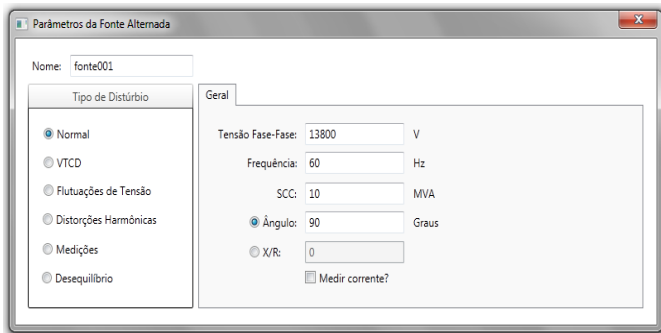 Parâmetros da Fonte Alternada
x
Nome: fonte001
Tipo de Distúrbio
Normal
VTCD
Flutuações de Tensão
Distorções Harmônicas
Medições
Desequilíbrio
Geral
Tensão Fase-Fase: 13800 V
Frequência: 60 Hz
SCC: 10 MVA
Ângulo: 90 Graus
X/R: 0
Medir corrente?